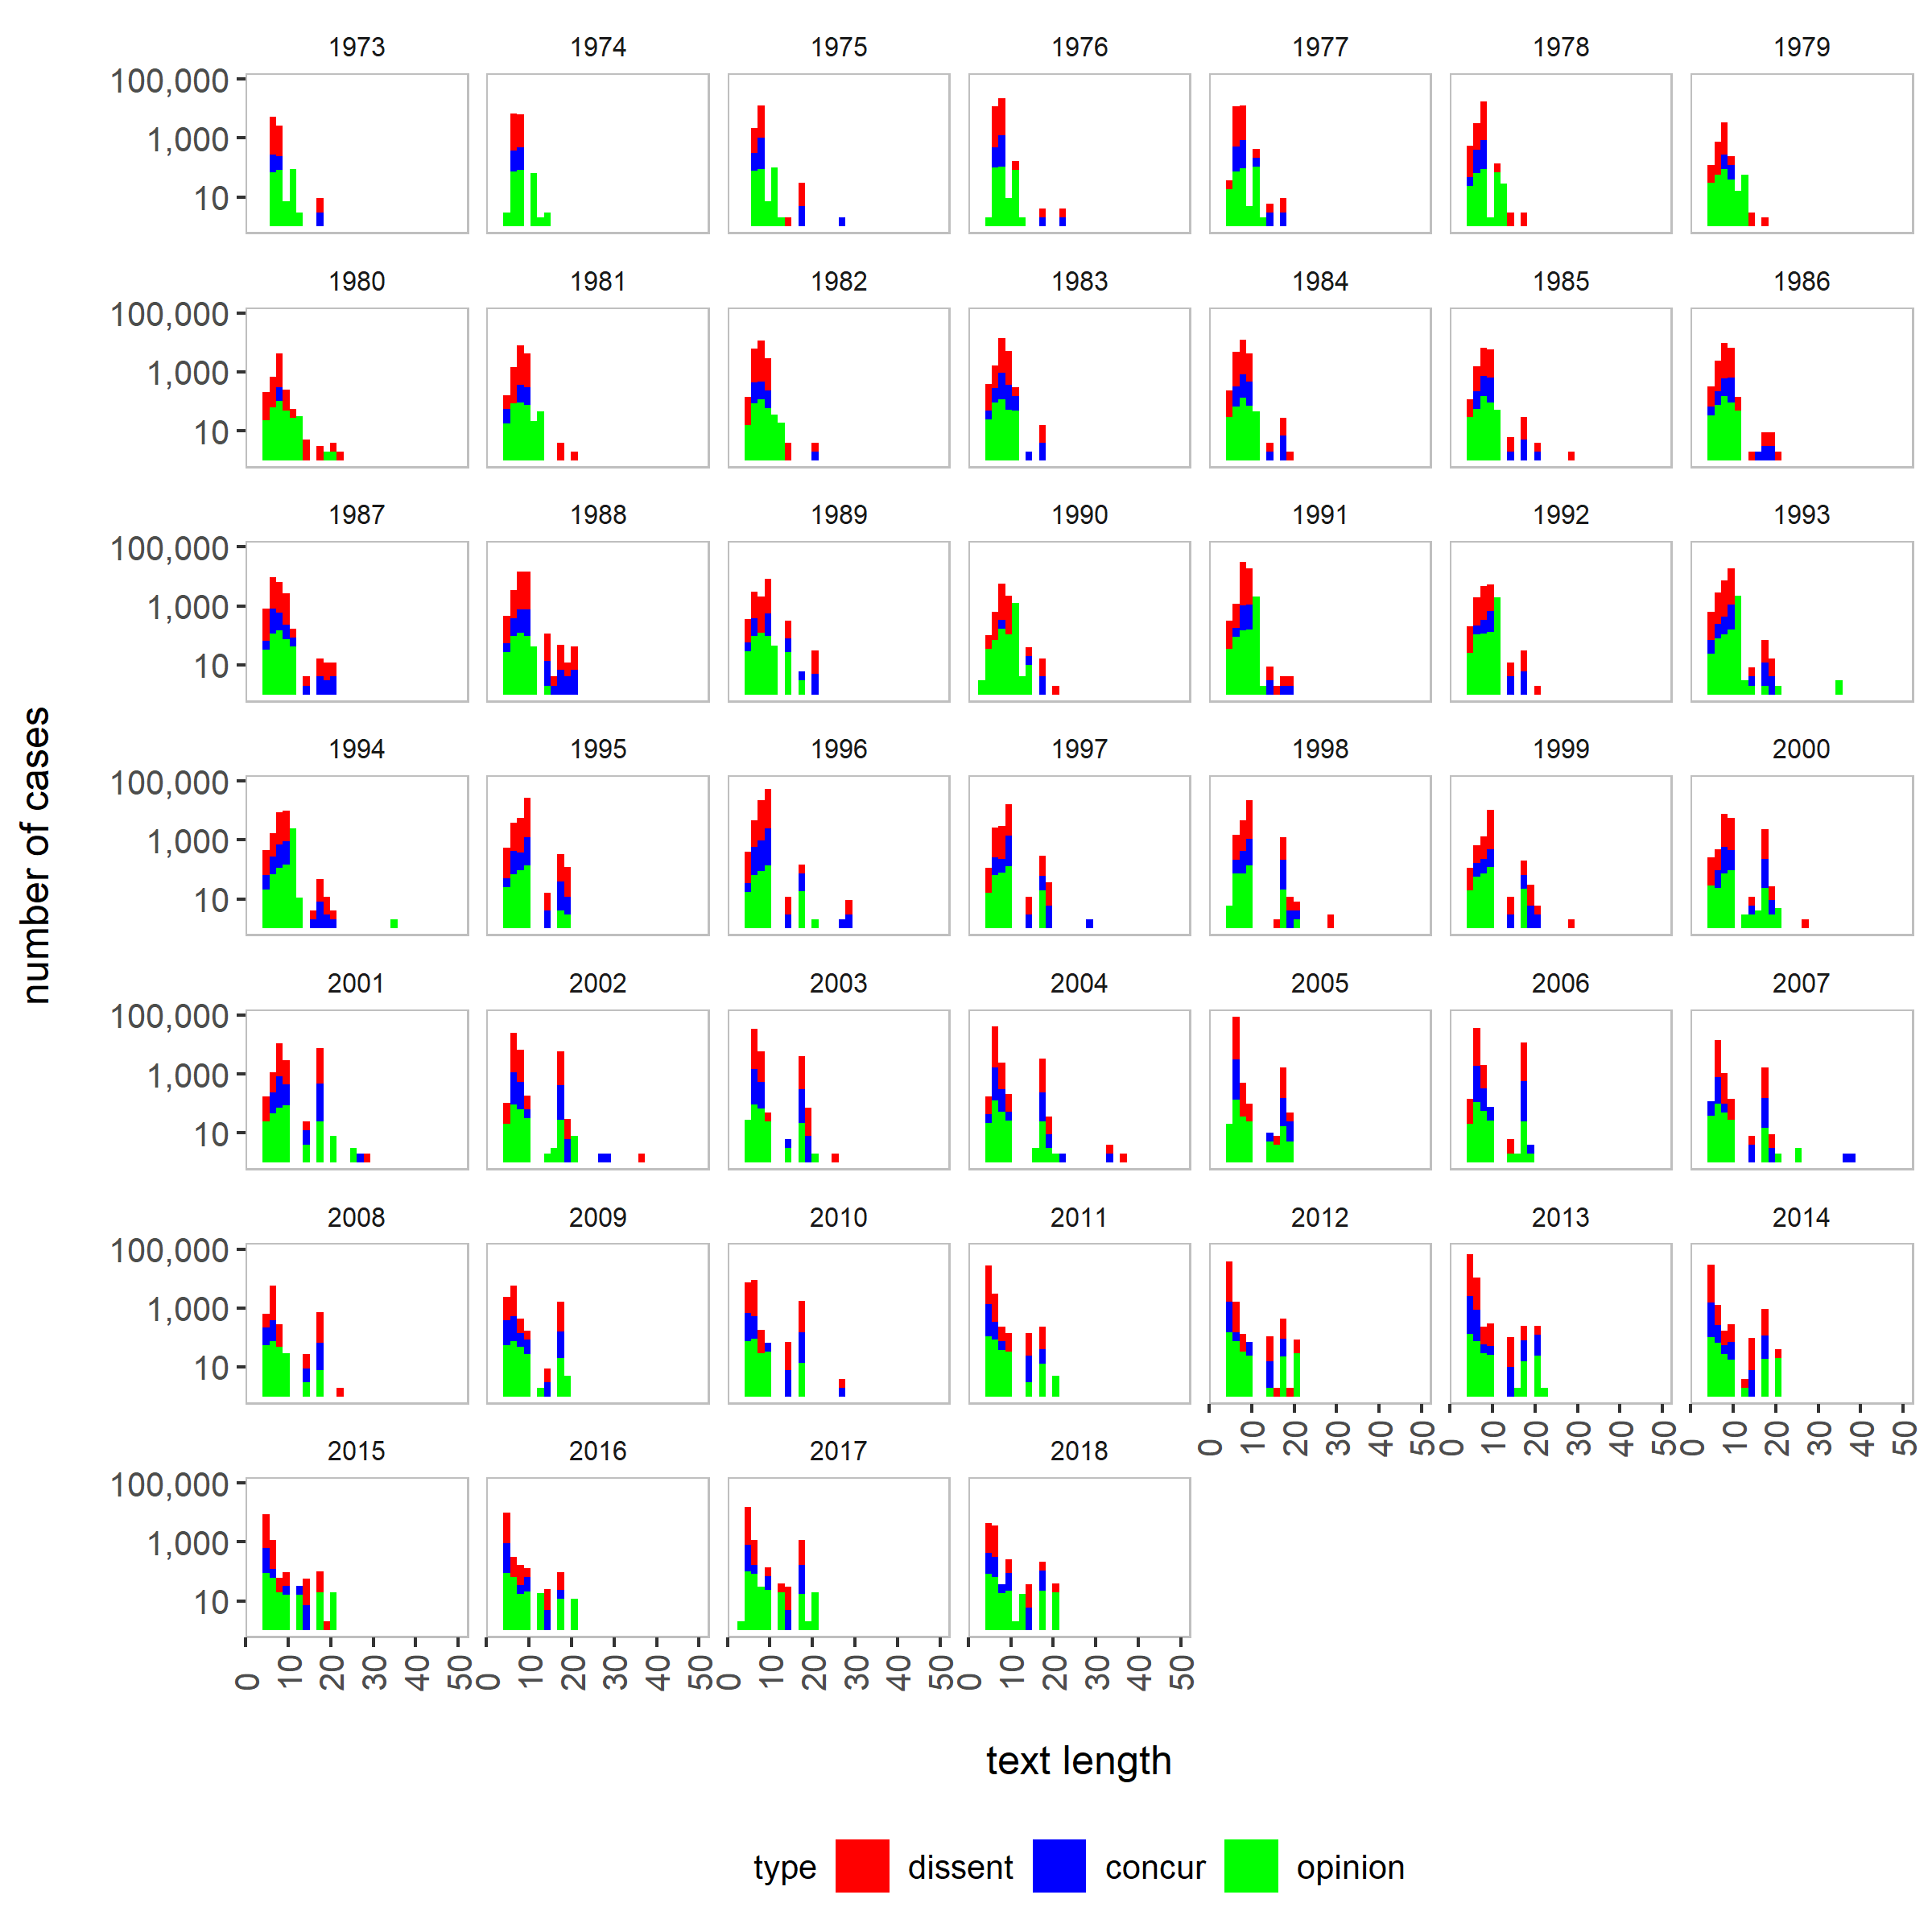 1973 1974 1975 1976 1977 1978 1979
100,000
1,000
10
1980 1981 1982 1983 1984 1985 1986
100,000
1,000
10
1987 1988 1989 1990 1991 1992 1993
100,000
1,000
10
1994 1995 1996 1997 1998 1999 2000
100,000
1,000
10
2001 2002 2003 2004 2005 2006 2007
100,000
1,000
10
2008 2009 2010 2011 2012 2013 2014
100,000
1,000
10
0 10 20 30 40 50 0 10 20 30 40 50 0 10 20 30 40 50
2015 2016 2017 2018
100,000
1,000
10
0 10 20 30 40 50 0 10 20 30 40 50 0 10 20 30 40 50 0 10 20 30 40 50
number of cases
text length
type dissent concur opinion